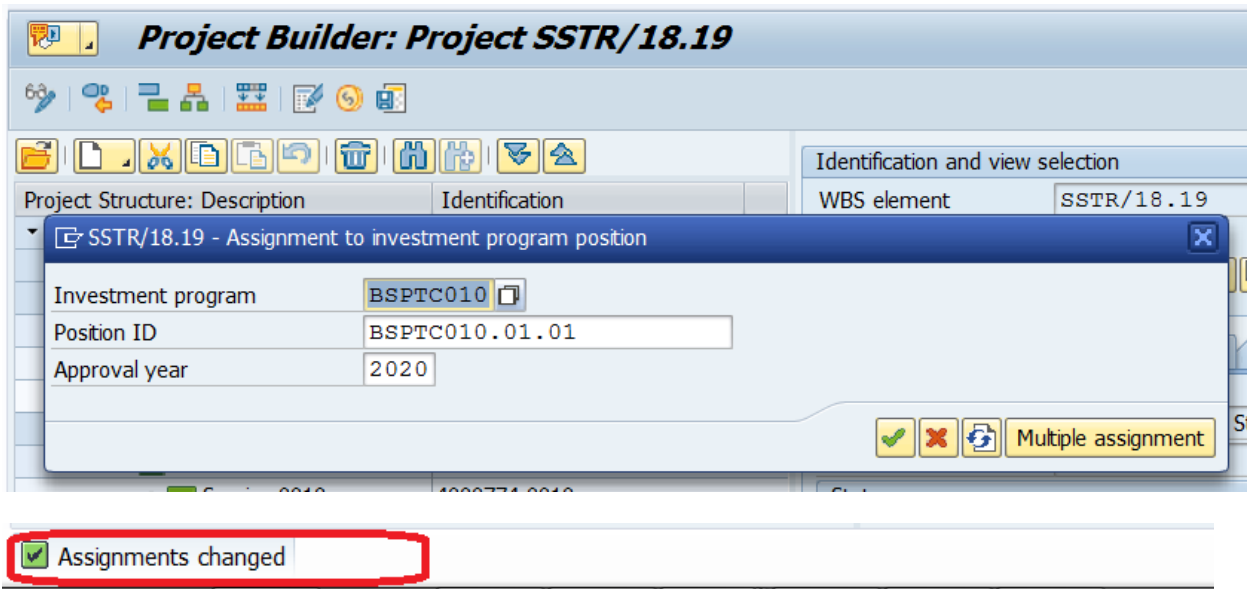 Project Builder: Project SSTR/18.19
Identification and view selection
Project Structure: Description Identification
WBS element SSTR/18.19
SSTR/18.19 - Assignment to investment program position
Investment program BSPTC010
Position ID BSPTC010.01.01
Approval year 2020
Multiple assignment
Assignments changed